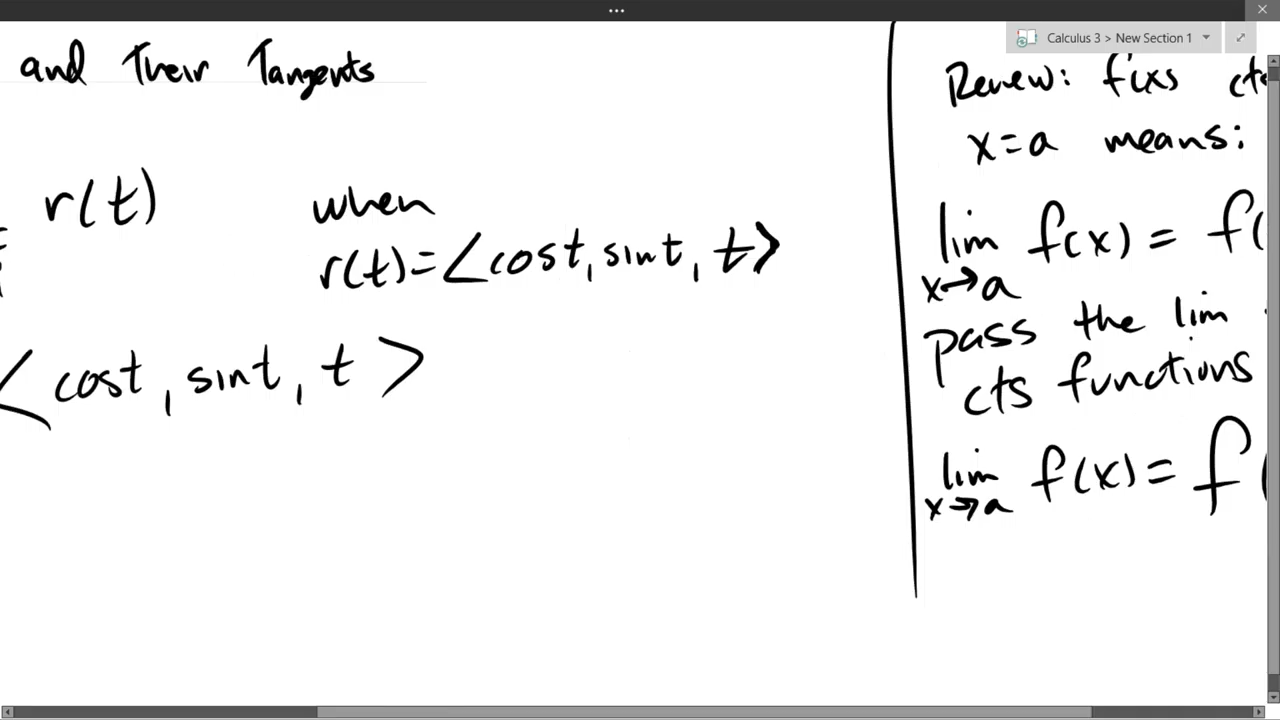 Calculus 3 > New Section 1
and Their Tangents
r(t) when
r(t)=<cost, sint, t>
< cost, sint, t >
Review: f(x)
x=a means:
lim f(x) = f(
x→a
pass the lim
cts functions
lim f(x) = f
x→a